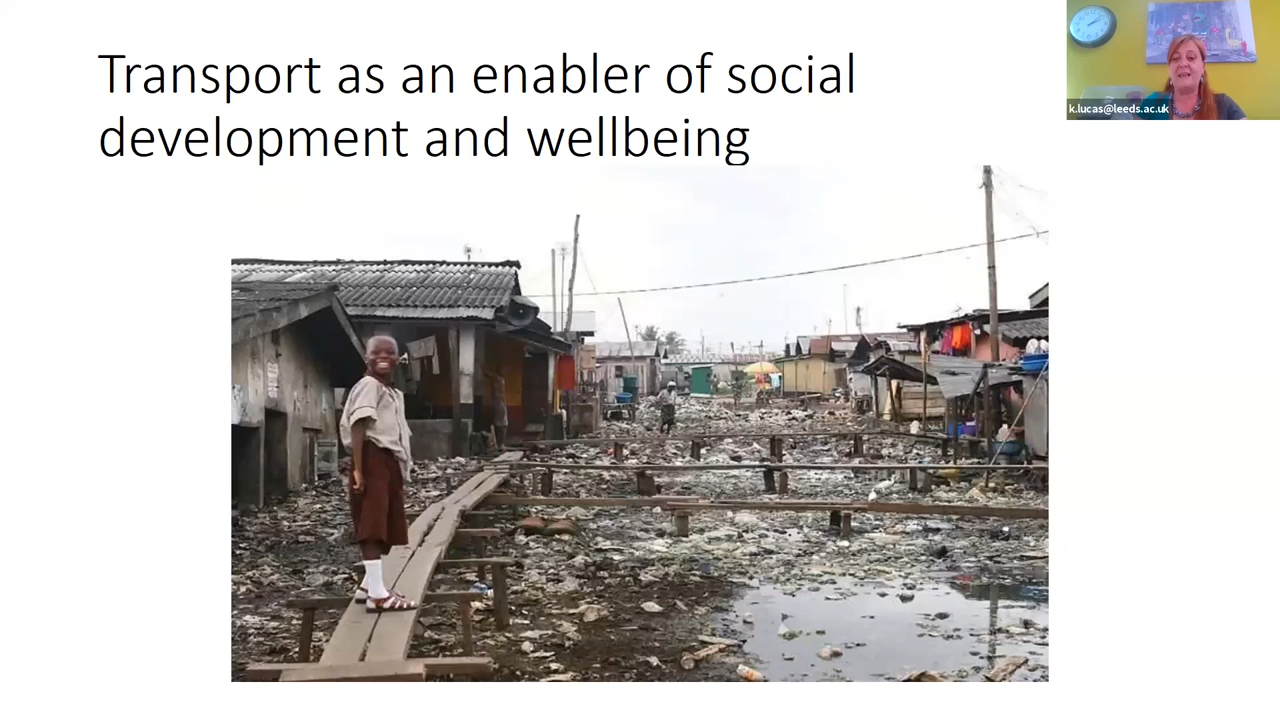 Transport as an enabler of social
development and wellbeing
k.lucas@leeds.ac.uk